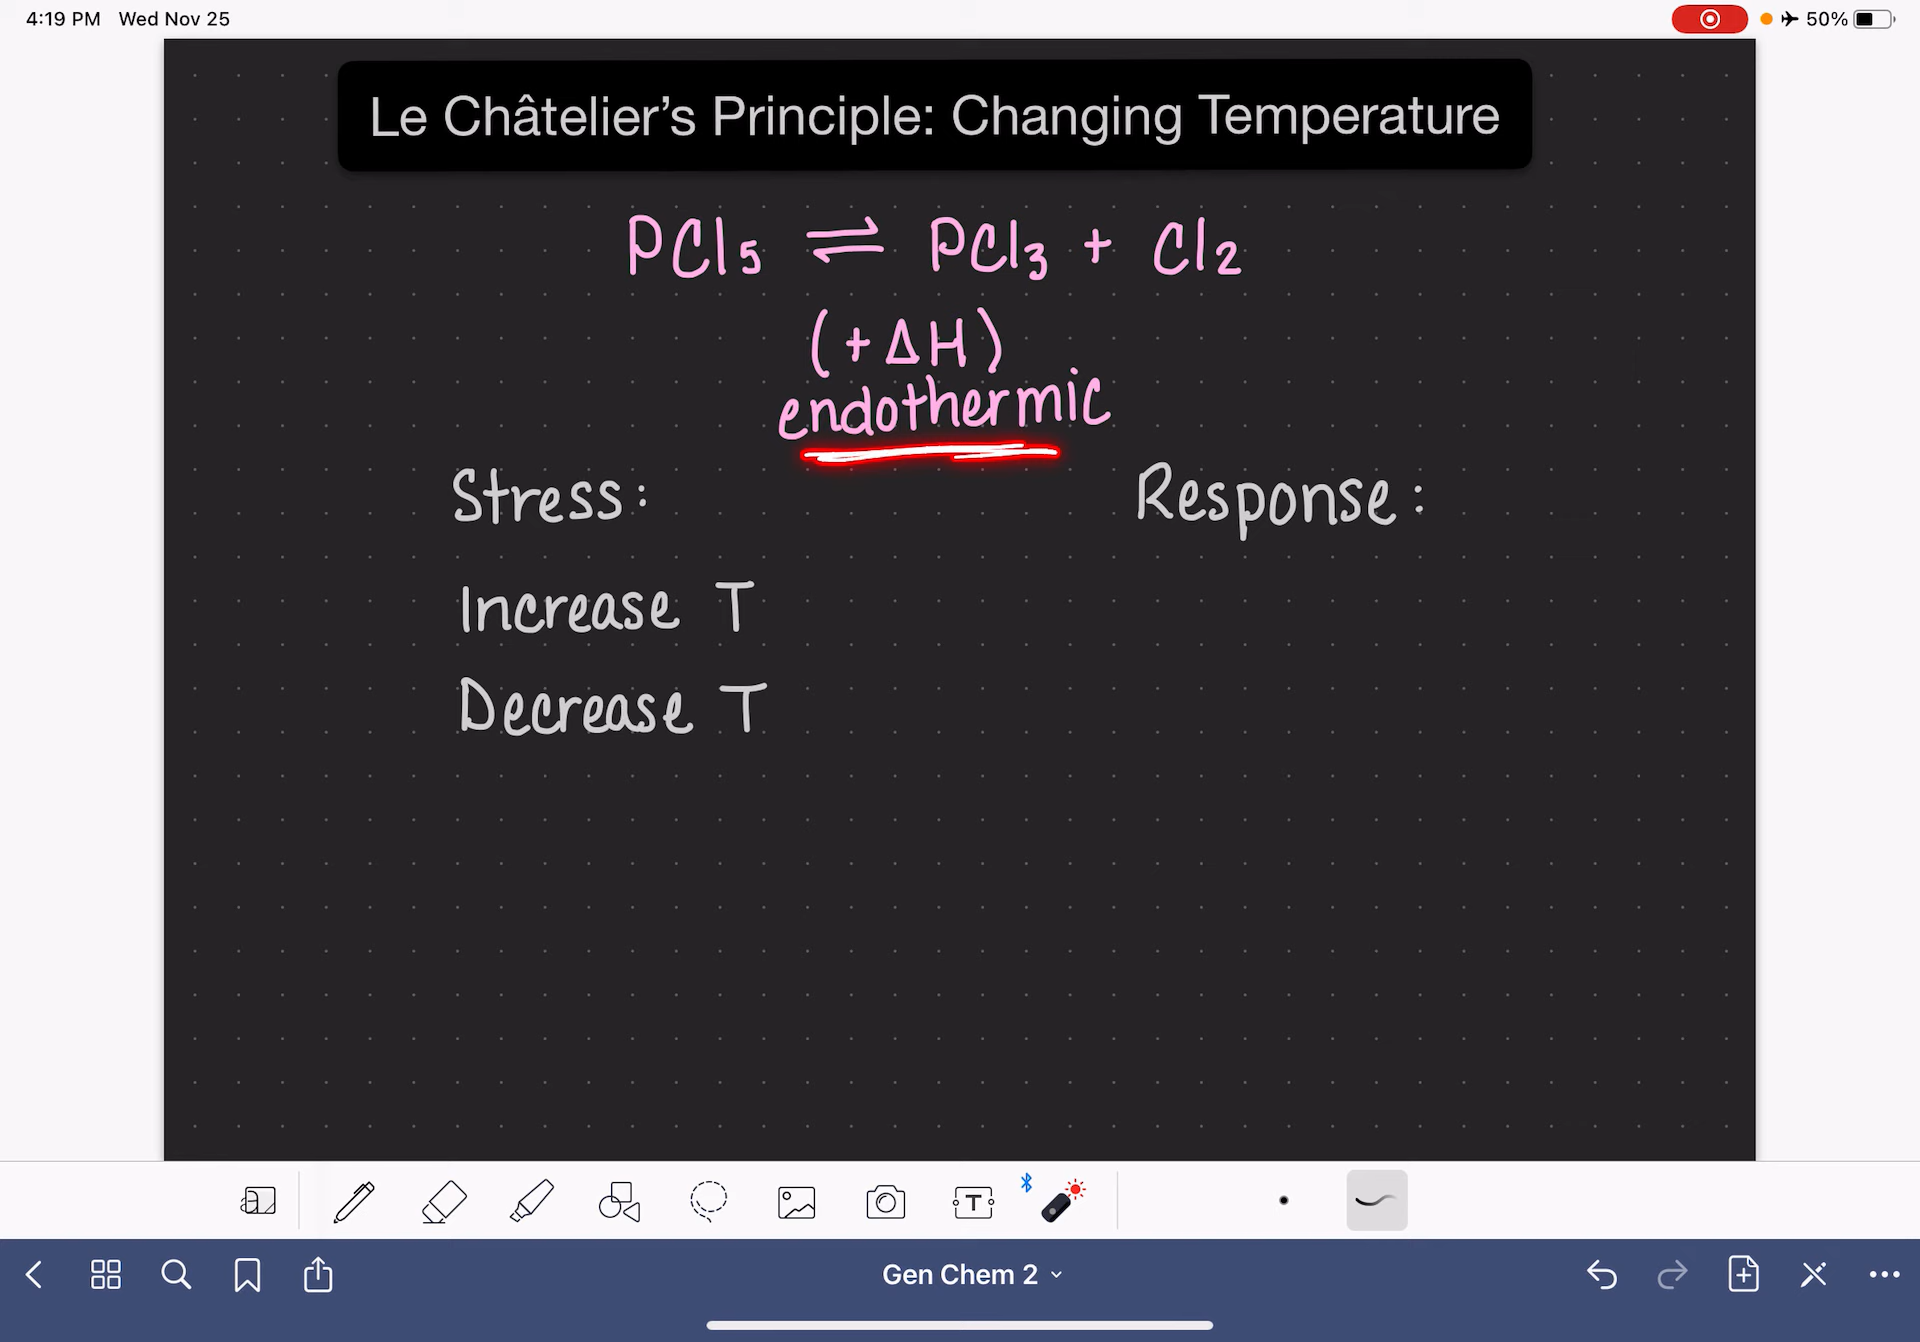 4:19 PM Wed Nov 25 50%
Le Châtelier's Principle: Changing Temperature
PCl5 ⇌ PCl3 + Cl2
(+ΔH)
endothermic
Stress: Response:
Increase T
Decrease T
Gen Chem 2